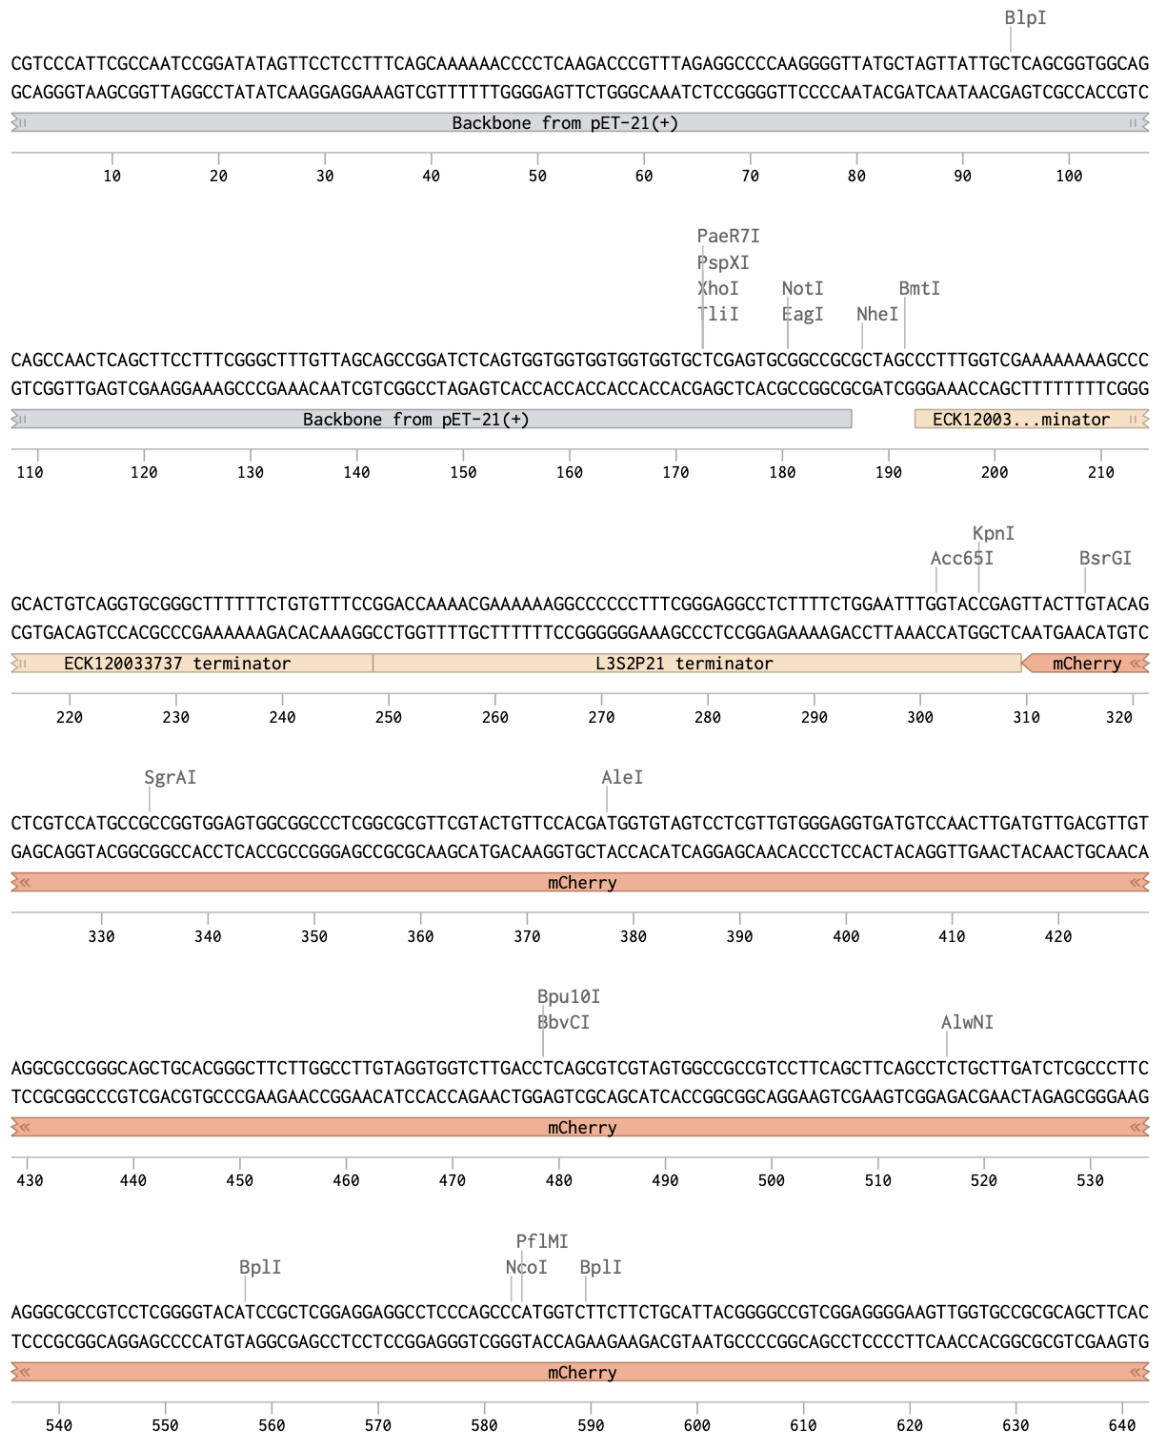 BlpI
CGTCCCATTCGCCAATCCGGATATAGTTCCTCCTTTCAGCAAAAAACCCCTCAAGACCCGTTTAGAGGCCCCAAGGGGTTATGCTAGTTATTGCTCAGCGGTGGCAG
GCAGGGTAAGCGGTTAGGCCTATATCAAGGAGGAAAGTCGTTTTTTGGGGAGTTCTGGGCAAATCTCCGGGGTTCCCCAATACGATCAATAACGAGTCGCCACCGTC
Backbone from pET-21(+)
10 20 30 40 50 60 70 80 90 100
PaeR7I
PspXI
XhoI NotI BmtI
TliI EagI NheI
CAGCCAACTCAGCTTCCTTTCGGGCTTTGTTAGCAGCCGGATCTCAGTGGTGGTGGTGGTGGTGCTCGAGTGCGGCCGCGCTAGCCCTTTGGTCGAAAAAAAAAGCCC
GTCGGTTGAGTCGAAGGAAAGCCCGAAACAATCGTCGGCCTAGAGTCACCACCACCACCACCACGAGCTCACGCCGGCGCGATCGGGAAACCAGCTTTTTTTTTCGGG
Backbone from pET-21(+) ECK12003...minator
110 120 130 140 150 160 170 180 190 200 210
KpnI
Acc65I BsrGI
GCACTGTCAGGTGCGGGCTTTTTTCTGTGTTTCCGGACCAAAACGAAAAAAGGCCCCCCTTTCGGGAGGCCTCTTTTCTGGAATTTGGTACCGAGTTACTTGTACAG
CGTGACAGTCCACGCCCGAAAAAAGACACAAAGGCCTGGTTTTGCTTTTTTCCGGGGGGAAAGCCCTCCGGAGAAAAGACCTTAAACCATGGCTCAATGAACATGTC
ECK120033737 terminator L3S2P21 terminator mCherry
220 230 240 250 260 270 280 290 300 310 320
SgrAI AleI
CTCGTCCATGCCGCCGGTGGAGTGGCGGCCCTCGGCGCGTTCGTACTGTTCCACGATGGTGTAGTCCTCGTTGTGGGAGGTGATGTCCAACTTGATGTTGACGTTGT
GAGCAGGTACGGCGGCCACCTCACCGCCGGGAGCCGCGCAAGCATGACAAGGTGCTACCACATCAGGAGCAACACCCTCCACTACAGGTTGAACTACAACTGCAACA
mCherry
330 340 350 360 370 380 390 400 410 420
Bpu10I
BbvCI AlwNI
AGGCGCCGGGCAGCTGCACGGGCTTCTTGGCCTTGTAGGTGGTCTTGACCTCAGCGTCGTAGTGGCCGCCGTCCTTCAGCTTCAGCCTCTGCTTGATCTCGCCCTTC
TCCGCGGCCCGTCGACGTGCCCGAAGAACCGGAACATCCACCAGAACTGGAGTCGCAGCATCACCGGCGGCAGGAAGTCGAAGTCGGAGACGAACTAGAGCGGGAAG
mCherry
430 440 450 460 470 480 490 500 510 520 530
PflMI
BplI NcoI BplI
AGGGCGCCGTCCTCGGGGTACATCCGCTCGGAGGAGGCCTCCCAGCCCATGGTCTTCTTCTGCATTACGGGGCCGTCGGAGGGGAAGTTGGTGCCGCGCAGCTTCAC
TCCCGCGGCAGGAGCCCCATGTAGGCGAGCCTCCTCCGGAGGGTCGGGTACCAGAAGAAGACGTAATGCCCCGGCAGCCTCCCCTTCAACCACGGCGCGTCGAAGTG
mCherry
540 550 560 570 580 590 600 610 620 630 640